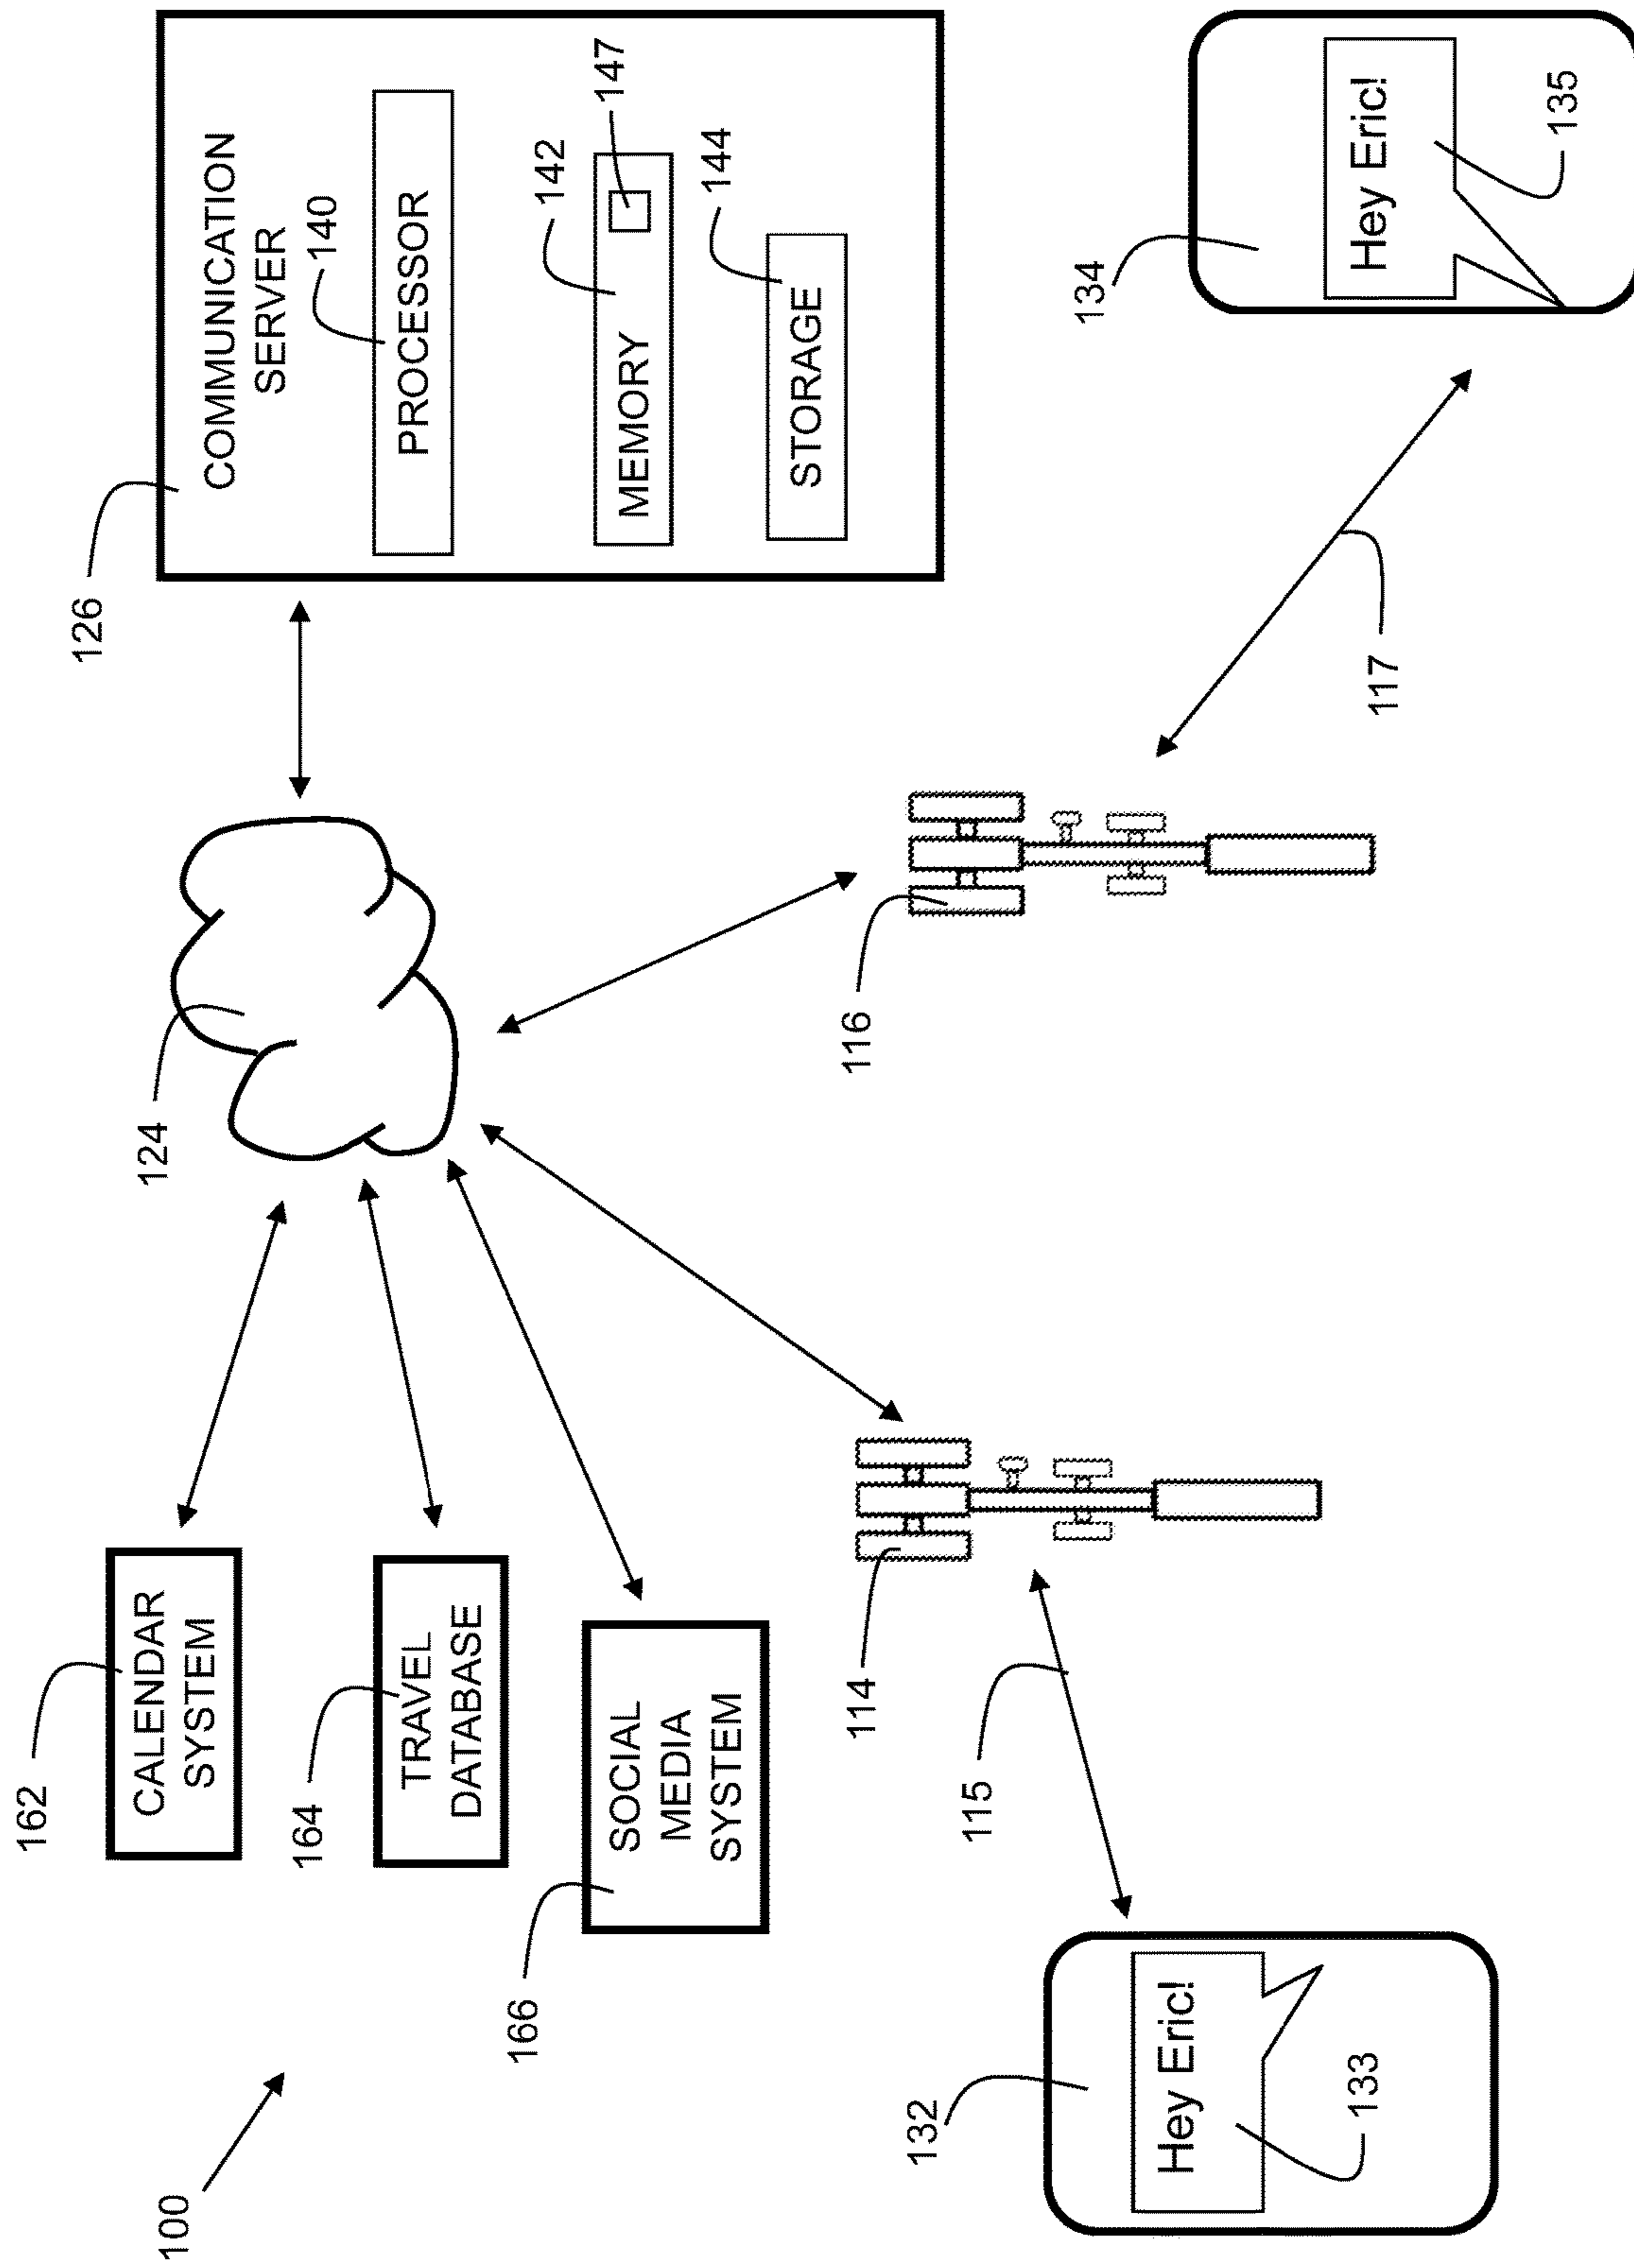 100
162
CALENDAR
SYSTEM
164
TRAVEL
DATABASE
166
SOCIAL
MEDIA
SYSTEM
124
126
COMMUNICATION
SERVER
140
PROCESSOR
142
147
MEMORY
144
STORAGE
132
Hey Eric!
133
115
114
116
117
134
Hey Eric!
135